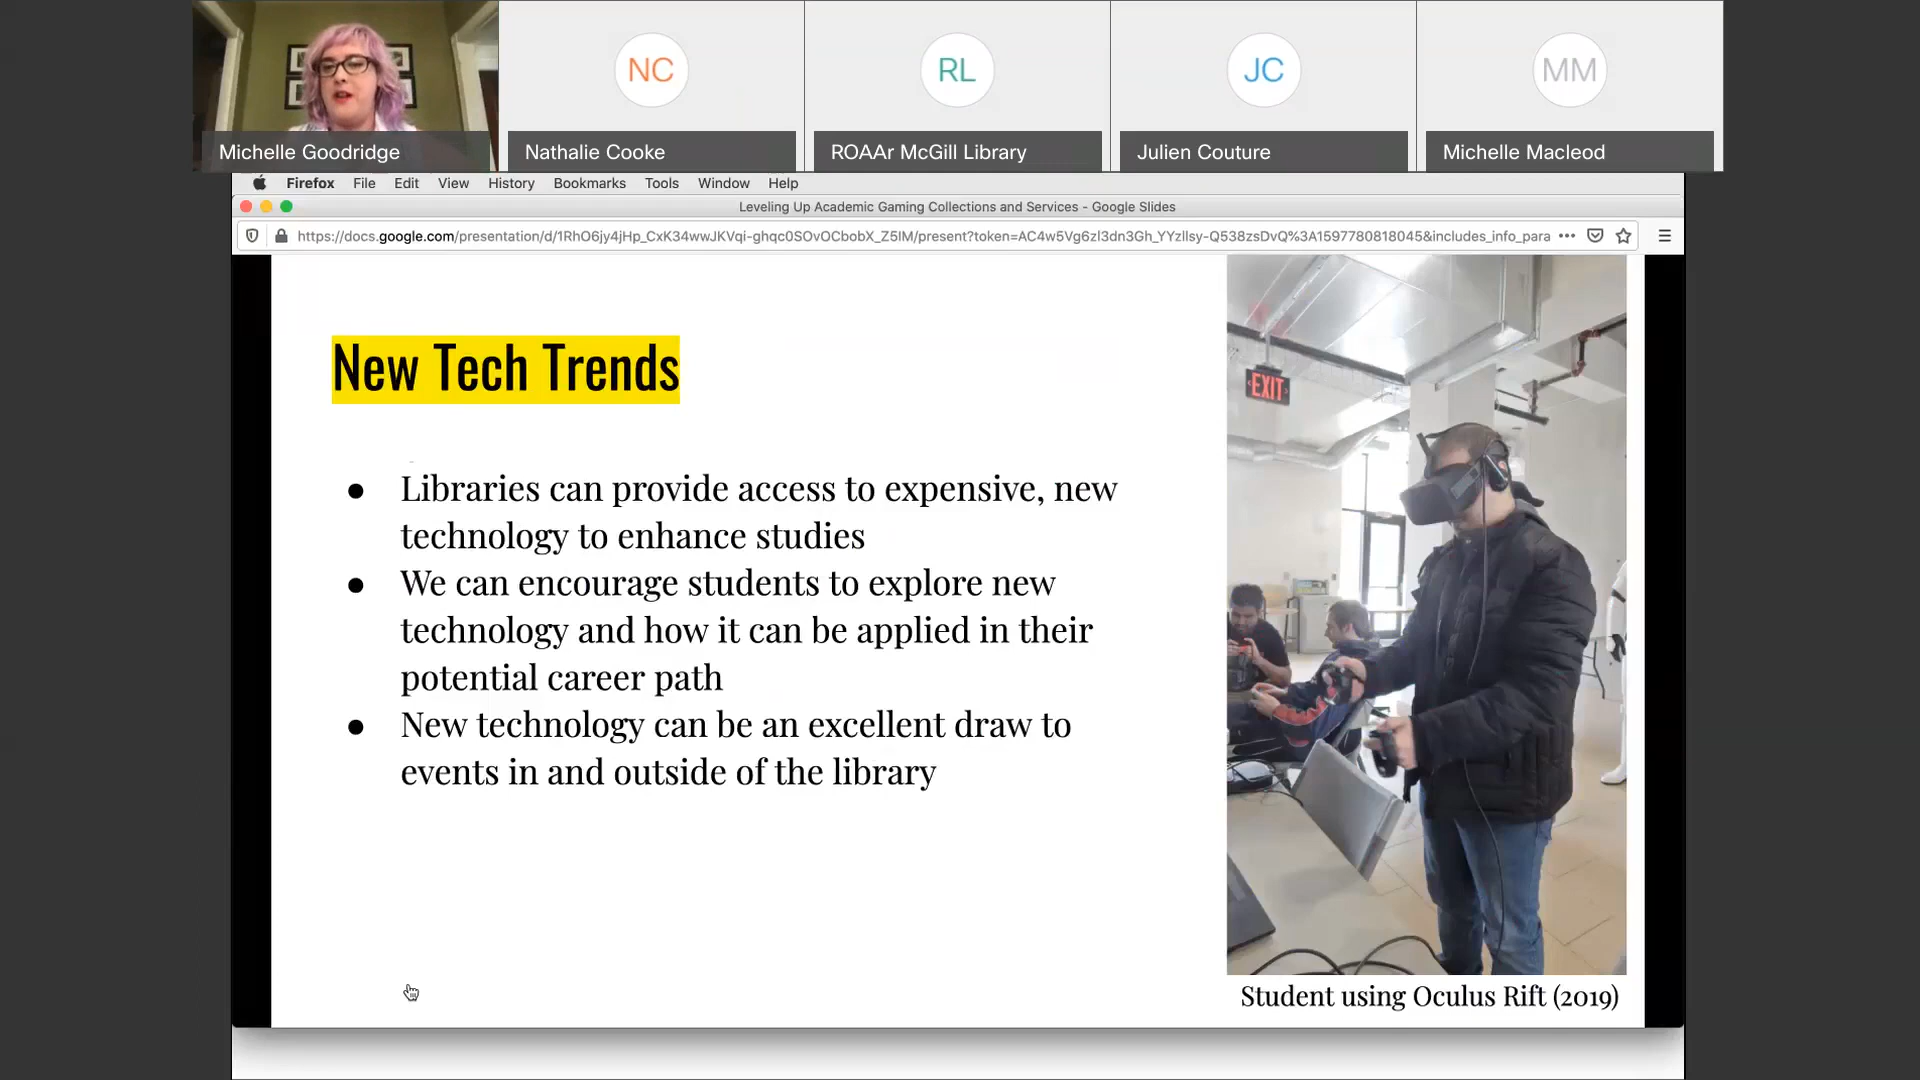 NC
RL
JC
MM
Michelle Goodridge
Nathalie Cooke
ROAAr McGill Library
Julien Couture
Michelle Macleod
Firefox File Edit View History Bookmarks Tools Window Help
Leveling Up Academic Gaming Collections and Services - Google Slides
https://docs.google.com/presentation/d/1RhO6jy4jHp_CxK34wwJKVqi-ghqc0SOvOCbobX_Z5IM/present?token=AC4w5Vg6zl3dn3Gh_YYzllsy-Q538zsDvQ%3A1597780818045&includes_info_para
New Tech Trends
● Libraries can provide access to expensive, new
technology to enhance studies
● We can encourage students to explore new
technology and how it can be applied in their
potential career path
● New technology can be an excellent draw to
events in and outside of the library
EXIT
Student using Oculus Rift (2019)